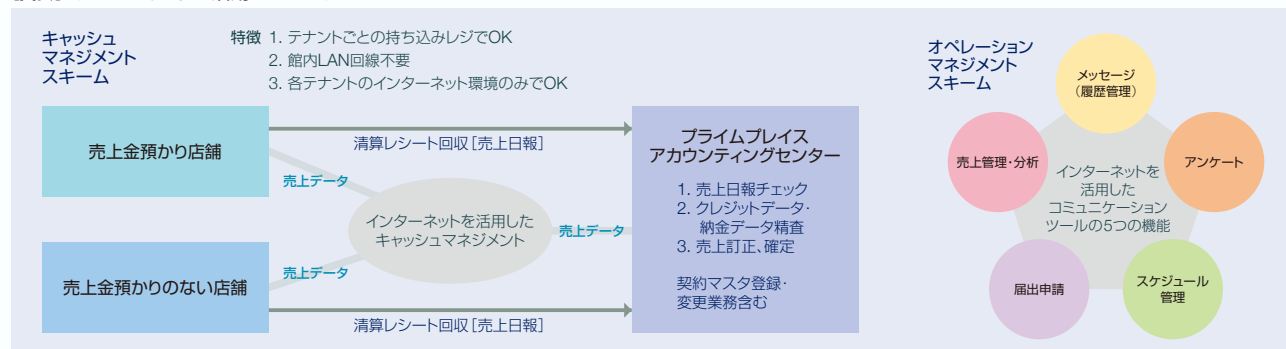 キャッシュ
マネジメント
スキーム
特徴 1. テナントごとの持ち込みレジでOK
2. 館内LAN回線不要
3. 各テナントのインターネット環境のみでOK
売上金預かり店舗
清算レシート回収［売上日報］
売上データ
インターネットを活用した
キャッシュマネジメント
売上データ
売上金預かりのない店舗
売上データ
清算レシート回収［売上日報］
プライムプレイス
アカウンティングセンター
1. 売上日報チェック
2. クレジットデータ・
納金データ精査
3. 売上訂正、確定
契約マスタ登録・
変更業務含む
オペレーション
マネジメント
スキーム
メッセージ
（履歴管理）
売上管理・分析
アンケート
インターネットを
活用した
コミュニケーション
ツールの5つの機能
届出申請
スケジュール
管理